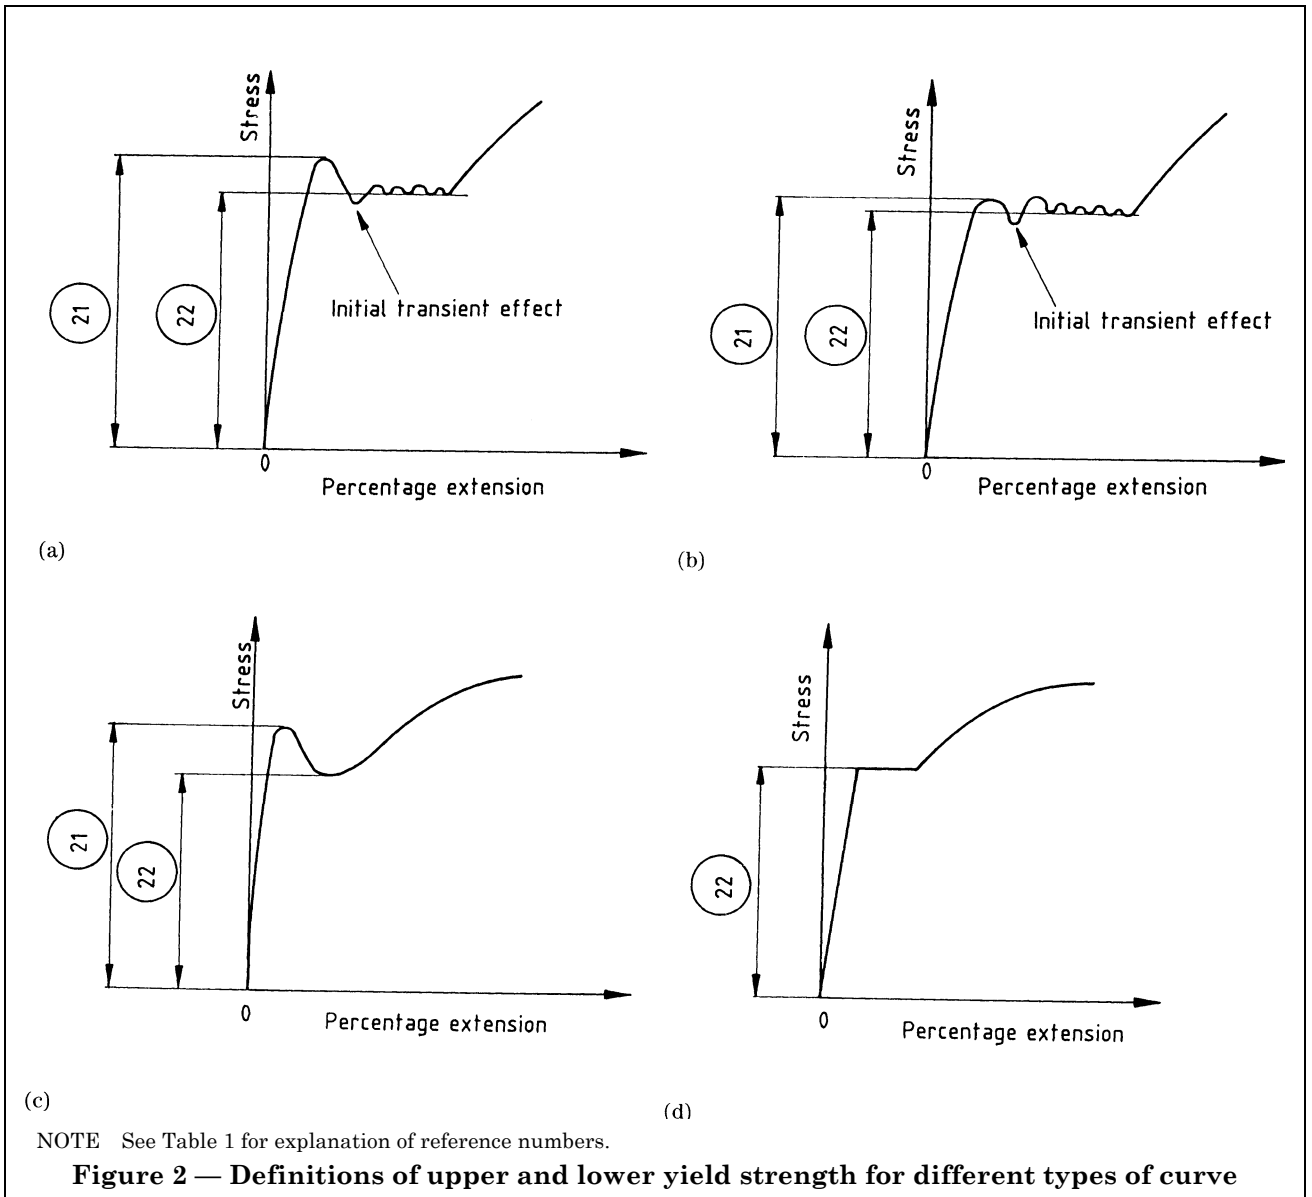 Stress
21
22
Initial transient effect
0
Percentage extension
(a)
Stress
21
22
Initial transient effect
0
Percentage extension
(b)
Stress
21
22
0
Percentage extension
(c)
Stress
22
0
Percentage extension
(d)
NOTE See Table 1 for explanation of reference numbers.
Figure 2 — Definitions of upper and lower yield strength for different types of curve